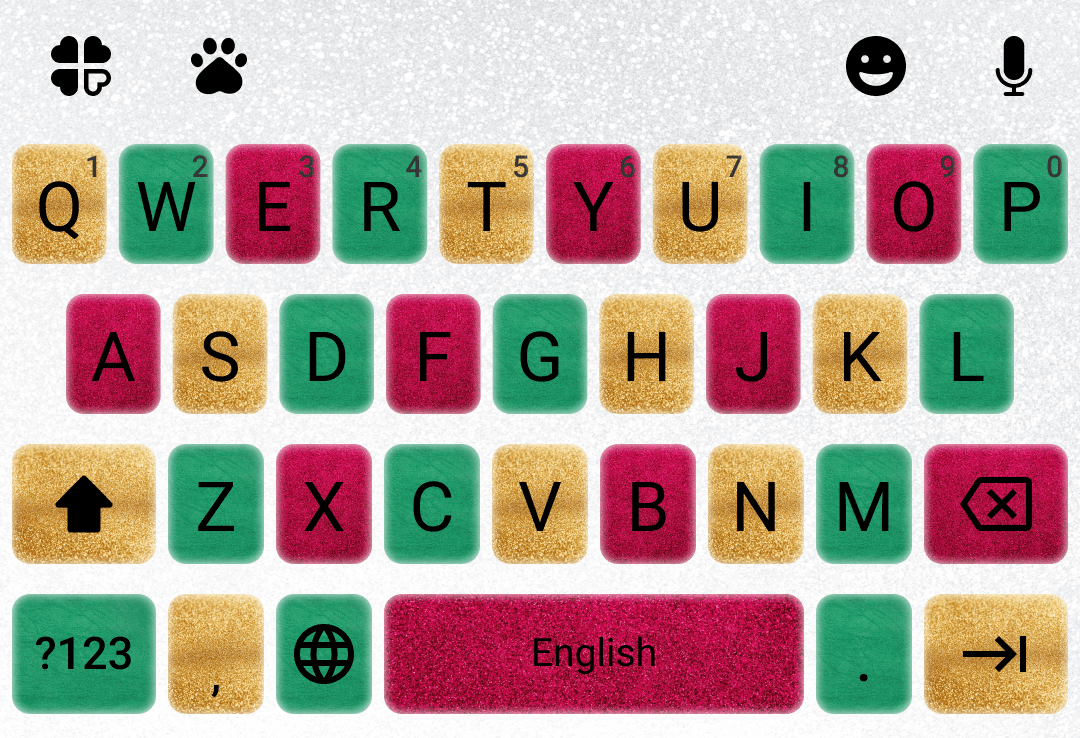 1 2 3 4 5 6 7 8 9 0
Q W E R T Y U I O P
A S D F G H J K L
Z X C V B N M
?123 , English .